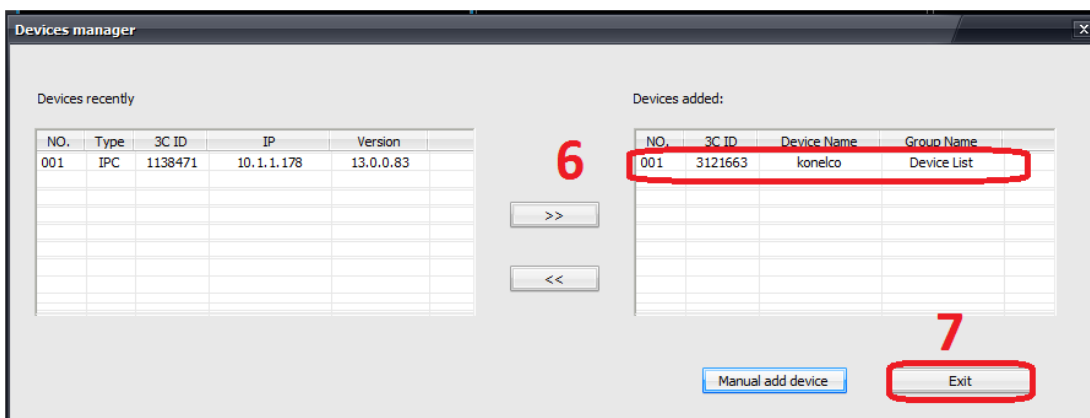 Devices manager
X
Devices recently
Devices added:
NO. Type 3C ID IP Version
001 IPC 1138471 10.1.1.178 13.0.0.83
6
>>
<<
NO. 3C ID Device Name Group Name
001 3121663 konelco Device List
7
Manual add device
Exit